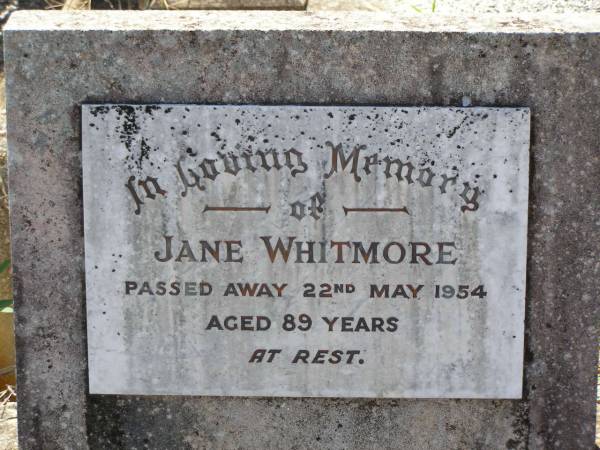 In Loving Memory
of
JANE WHITMORE
PASSED AWAY 22ND MAY 1954
AGED 89 YEARS
AT REST.